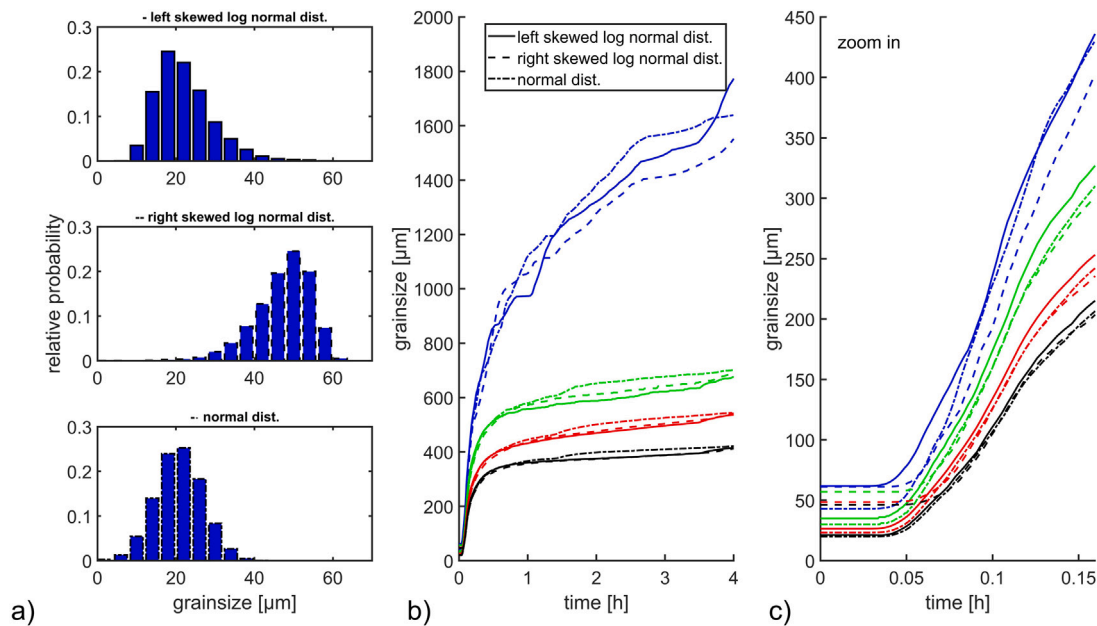 - left skewed log normal dist.
0.3
0.2
0.1
0
0 20 40 60
-- right skewed log normal dist.
0.3
0.2
0.1
0
0 20 40 60
relative probability
-- normal dist.
0.3
0.2
0.1
0
0 20 40 60
grainsize [µm]
a)
2000
1800
1600
1400
1200
1000
800
600
400
200
0
grainsize [µm]
left skewed log normal dist.
right skewed log normal dist.
normal dist.
0 1 2 3 4
time [h]
b)
450
400
350
300
250
200
150
100
50
0
grainsize [µm]
zoom in
0 0.05 0.1 0.15
time [h]
c)